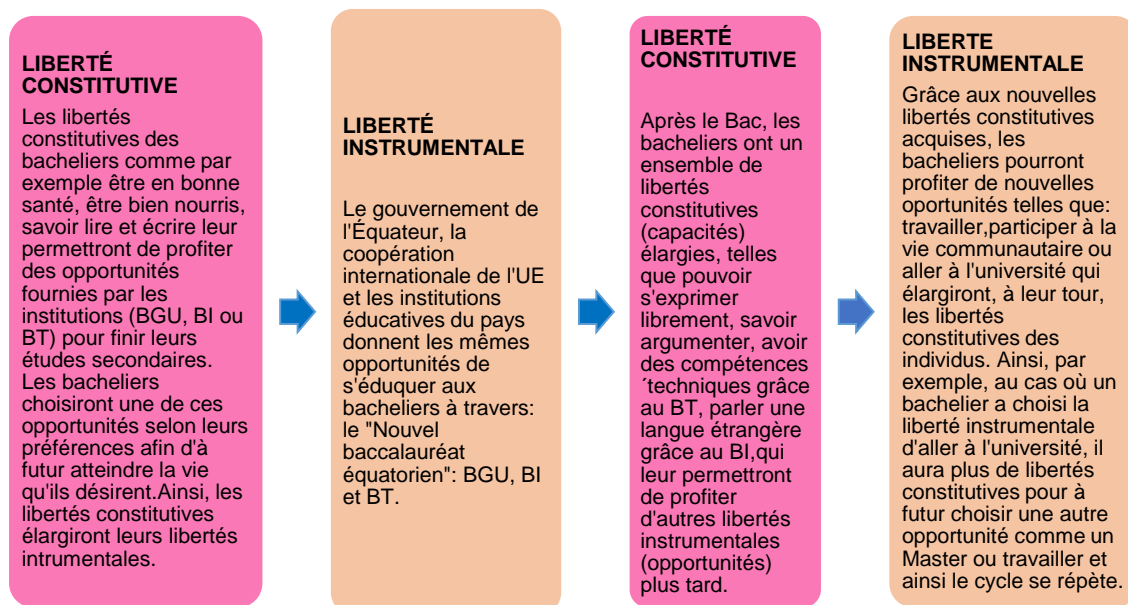 LIBERTÉ
CONSTITUTIVE
Les libertés
constitutives des
bacheliers comme par
exemple être en bonne
santé, être bien nourris,
savoir lire et écrire leur
permettront de profiter
des opportunités
fournies par les
institutions (BGU, BI ou
BT) pour finir leurs
études secondaires.
Les bacheliers
choisiront une de ces
opportunités selon leurs
préférences afin d'à
futur atteindre la vie
qu'ils désirent.Ainsi, les
libertés constitutives
élargiront leurs libertés
intrumentales.
LIBERTÉ
INSTRUMENTALE
Le gouvernement de
l'Équateur, la
coopération
internationale de l'UE
et les institutions
éducatives du pays
donnent les mêmes
opportunités de
s'éduquer aux
bacheliers à travers:
le "Nouvel
baccalauréat
équatorien": BGU, BI
et BT.
LIBERTÉ
CONSTITUTIVE
Après le Bac, les
bacheliers ont un
ensemble de
libertés
constitutives
(capacités)
élargies, telles
que pouvoir
s'exprimer
librement, savoir
argumenter, avoir
des compétences
´techniques grâce
au BT, parler une
langue étrangère
grâce au BI,qui
leur permettront
de profiter
d'autres libertés
instrumentales
(opportunités)
plus tard.
LIBERTE
INSTRUMENTALE
Grâce aux nouvelles
libertés constitutives
acquises, les
bacheliers pourront
profiter de nouvelles
oportunités telles que:
travailler,participer à la
vie communautaire ou
aller à l'université qui
élargiront, à leur tour,
les libertés
constitutives des
individus. Ainsi, par
exemple, au cas où un
bachelier a choisi la
liberté instrumentale
d'aller à l'université, il
aura plus de libertés
constitutives pour à
futur choisir une autre
opportunité comme un
Master ou travailler et
ainsi le cycle se répète.